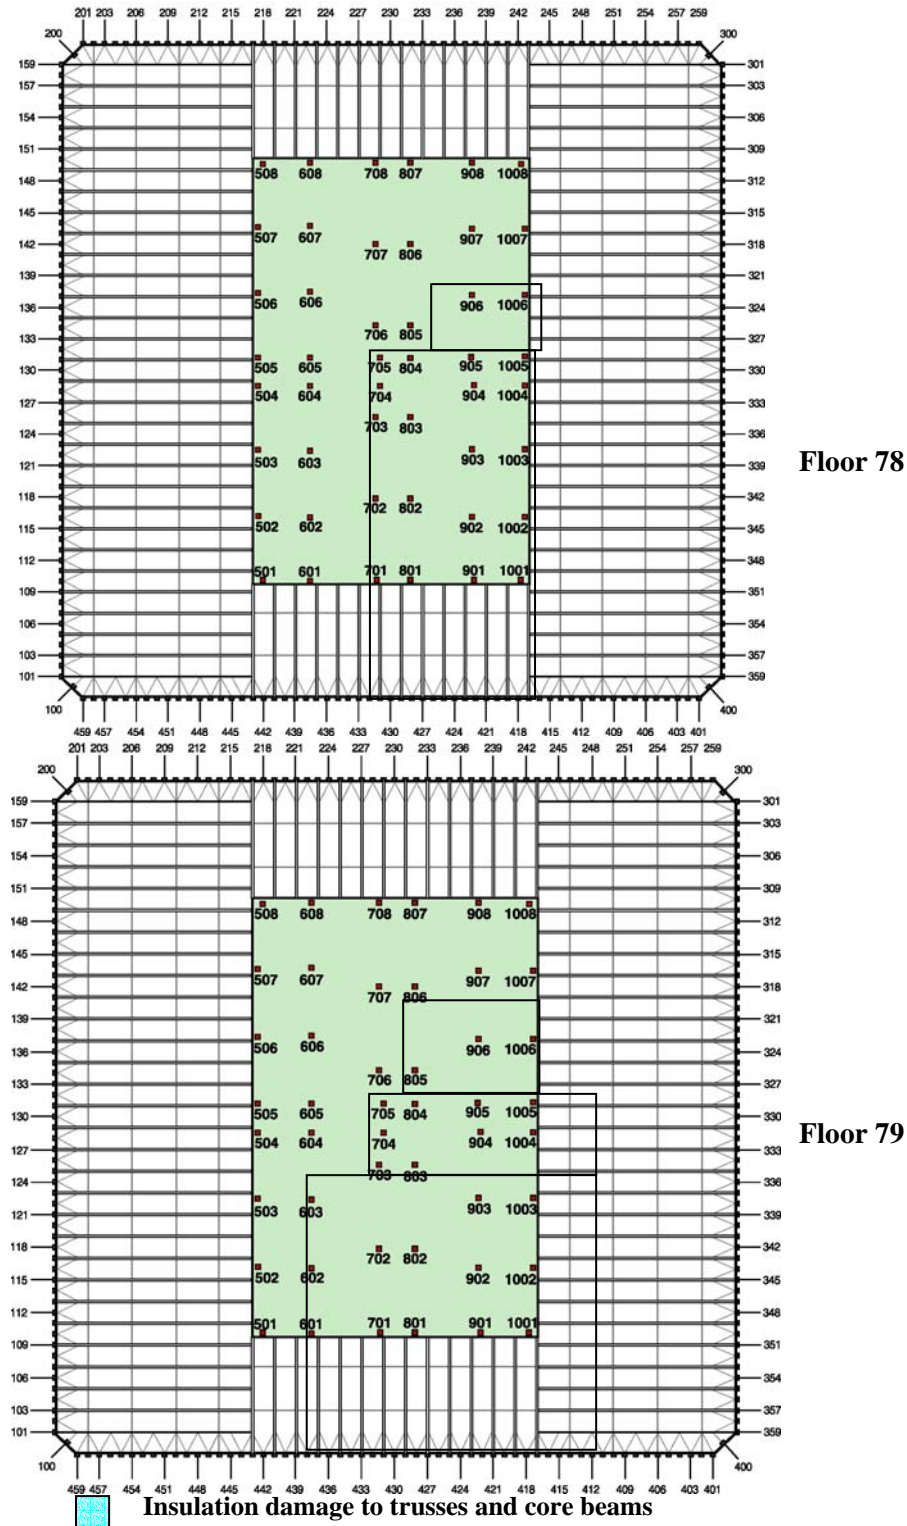 201 203 206 209 212 215 218 221 224 227 230 233 236 239 242 245 248 251 254 257 259
200 300
159 301
157 303
154 306
151 309
508 608 708 807 908 1008
148 312
145 315
507 607 707 806 907 1007
142 318
139 321
136 506 606 906 1006 324
706 805
133 327
505 605 705 804 905 1005
130 330
504 604 704 904 1004
127 333
703 803
124 336
503 603 903 1003
121 339
Floor 78
118 342
702 802
502 602 902 1002
115 345
112 348
501 601 701 801 901 1001
109 351
106 354
103 357
101 359
100 400
459 457 454 451 448 445 442 439 436 433 430 427 424 421 418 415 412 409 406 403 401
201 203 206 209 212 215 218 221 224 227 230 233 236 239 242 245 248 251 254 257 259
200 300
159 301
157 303
154 306
151 309
508 608 708 807 908 1008
148 312
145 315
507 607 707 806 907 1007
142 318
139 321
506 606 906 1006
136 324
706 805
133 327
505 605 705 804 905 1005
130 330
504 604 704 904 1004
Floor 79
127 333
703 803
124 336
503 603 903 1003
121 339
118 342
702 802
502 602 902 1002
115 345
112 348
501 601 701 801 901 1001
109 351
106 354
103 357
101 359
100 400
459 457 454 451 448 445 442 439 436 433 430 427 424 421 418 415 412 409 406 403 401
Insulation damage to trusses and core beams